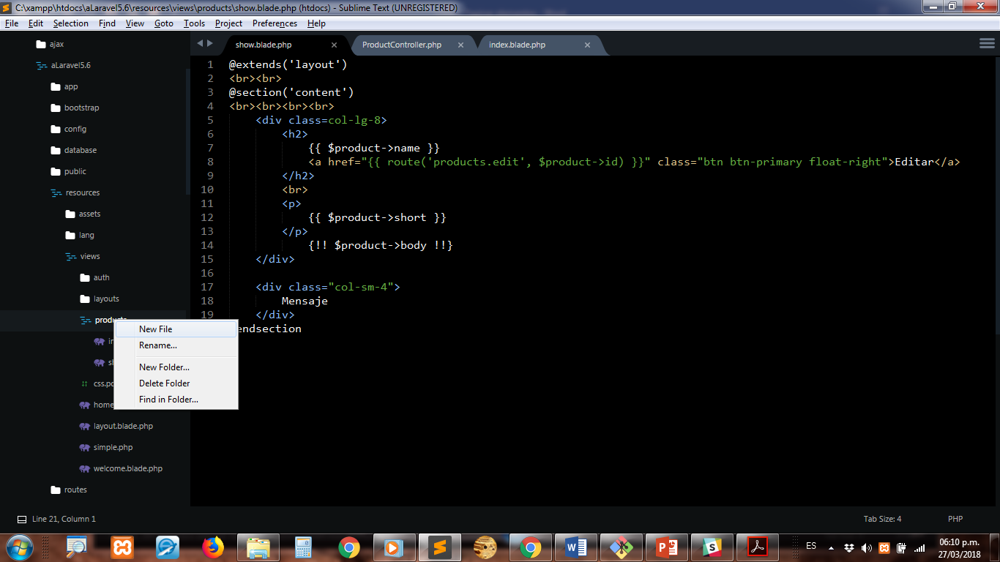 C:\xampp\htdocs\aLaravel5.6\resources\views\products\show.blade.php (htdocs) - Sublime Text (UNREGISTERED)
File Edit Selection Find View Goto Tools Project Preferences Help
ajax
aLaravel5.6
app
bootstrap
config
database
public
resources
assets
lang
views
auth
layouts
products
New File
Rename...
New Folder...
Delete Folder
Find in Folder...
home
layout.blade.php
simple.php
welcome.blade.php
routes
show.blade.php ProductController.php index.blade.php
1 @extends('layout')
2 <br><br>
3 @section('content')
4 <br><br><br><br>
5 <div class=col-lg-8>
6 <h2>
7 {{ $product->name }}
8 <a href="{{ route('products.edit', $product->id) }}" class="btn btn-primary float-right">Editar</a>
9 </h2>
10 <br>
11 <p>
12 {{ $product->short }}
13 </p>
14 {!! $product->body !!}
15 </div>
16
17 <div class="col-sm-4">
18 Mensaje
19 </div>
endsection
Line 21, Column 1
Tab Size: 4 PHP
ES
06:10 p.m.
27/03/2018